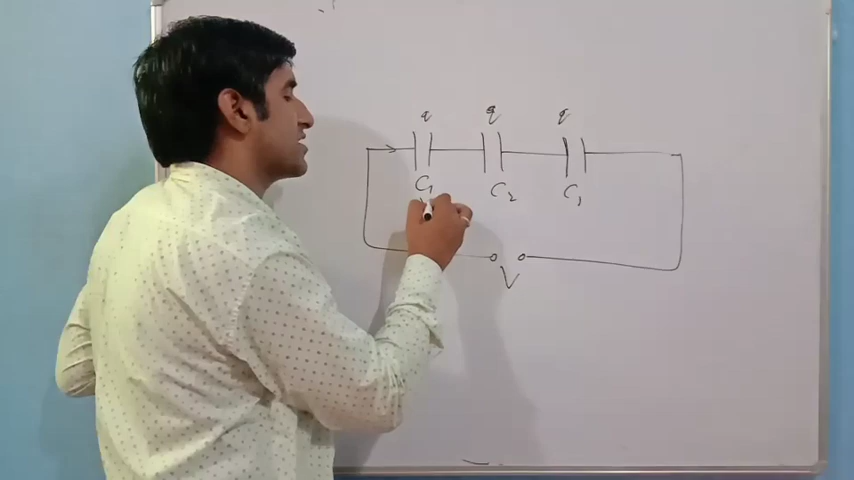 q q q
C₁ C₂ C₃
V